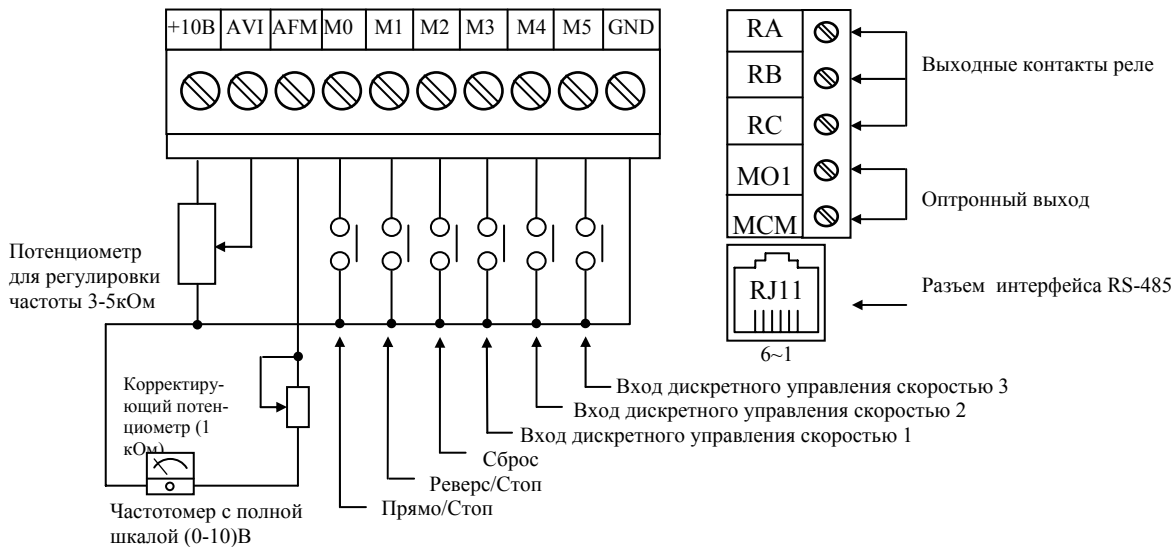 +10В AVI AFM M0 M1 M2 M3 M4 M5 GND
RA
RB
RC
MO1
MCM
Выходные контакты реле
Оптронный выход
RJ11
6~1
Разъем интерфейса RS-485
Потенциометр
для регулировки
частоты 3-5кОм
Корректирую-
ющий потен-
циометр (1
кОм)
Частотомер с полной
шкалой (0-10)В
Вход дискретного управления скоростью 3
Вход дискретного управления скоростью 2
Вход дискретного управления скоростью 1
Сброс
Реверс/Стоп
Прямо/Стоп